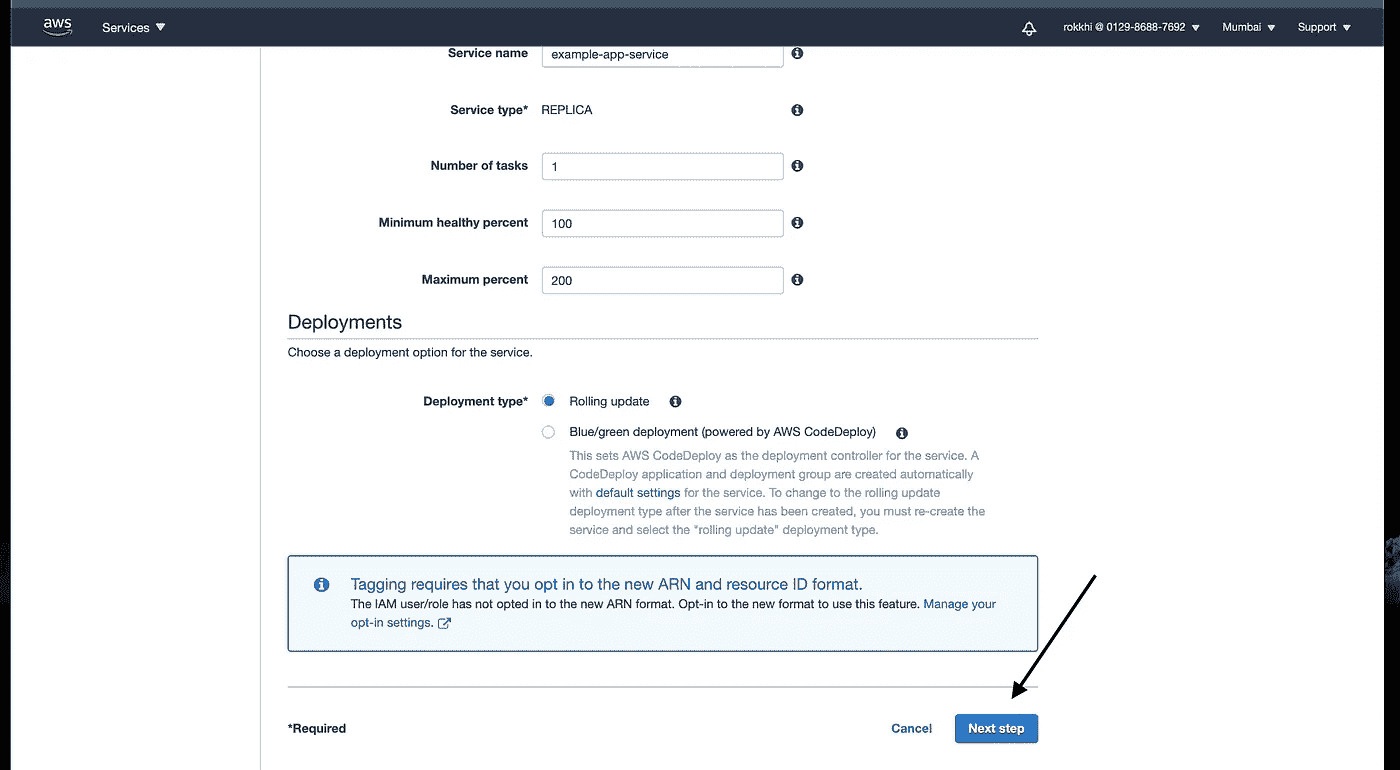 aws Services rokkhi @ 0129-8688-7692 Mumbai Support
Service name example-app-service
Service type* REPLICA
Number of tasks 1
Minimum healthy percent 100
Maximum percent 200
Deployments
Choose a deployment option for the service.
Deployment type* Rolling update
Blue/green deployment (powered by AWS CodeDeploy)
This sets AWS CodeDeploy as the deployment controller for the service. A
CodeDeploy application and deployment group are created automatically
with default settings for the service. To change to the rolling update
deployment type after the service has been created, you must re-create the
service and select the "rolling update" deployment type.
Tagging requires that you opt in to the new ARN and resource ID format.
The IAM user/role has not opted in to the new ARN format. Opt-in to the new format to use this feature. Manage your
opt-in settings.
*Required Cancel Next step